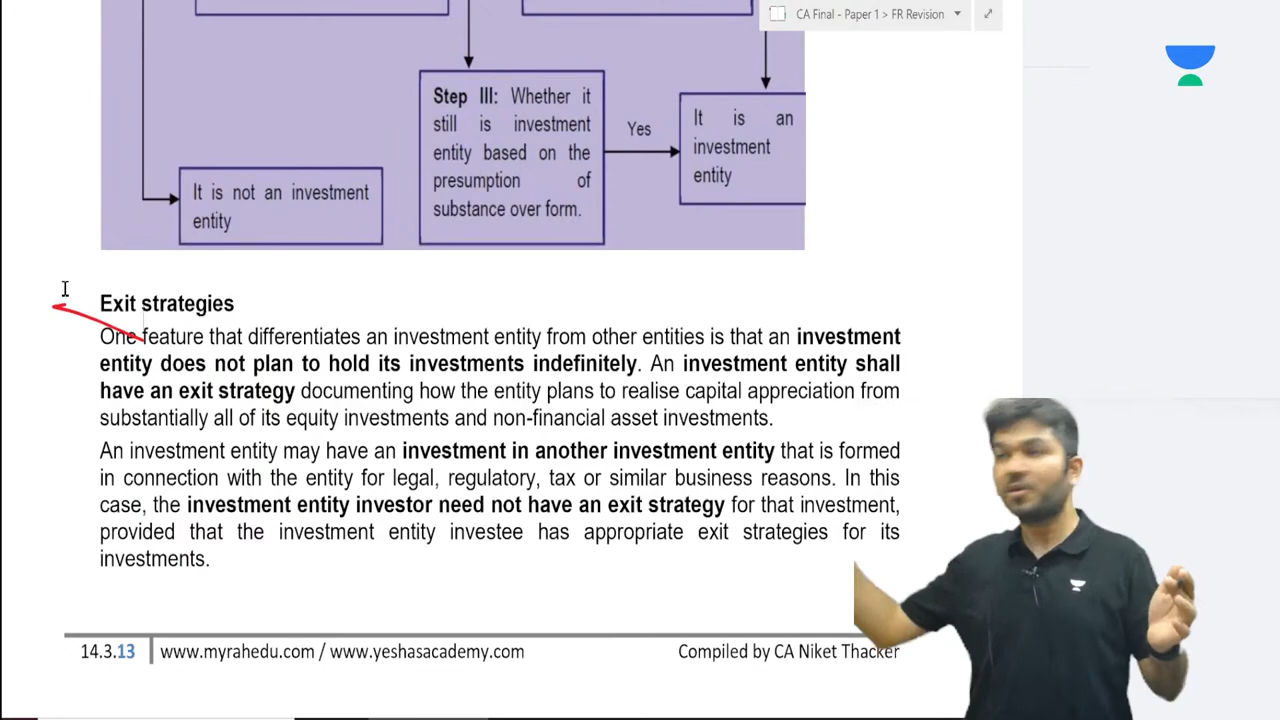 CA Final - Paper 1 > FR Revision
Step III: Whether it
still is investment
entity based on the
presumption of
substance over form.
Yes
It is an
investment
entity
It is not an investment
entity
Exit strategies
One feature that differentiates an investment entity from other entities is that an investment
entity does not plan to hold its investments indefinitely. An investment entity shall
have an exit strategy documenting how the entity plans to realise capital appreciation from
substantially all of its equity investments and non-financial asset investments.
An investment entity may have an investment in another investment entity that is formed
in connection with the entity for legal, regulatory, tax or similar business reasons. In this
case, the investment entity investor need not have an exit strategy for that investment,
provided that the investment entity investee has appropriate exit strategies for its
investments.
14.3.13 www.myrahedu.com / www.yeshasacademy.com Compiled by CA Niket Thacker